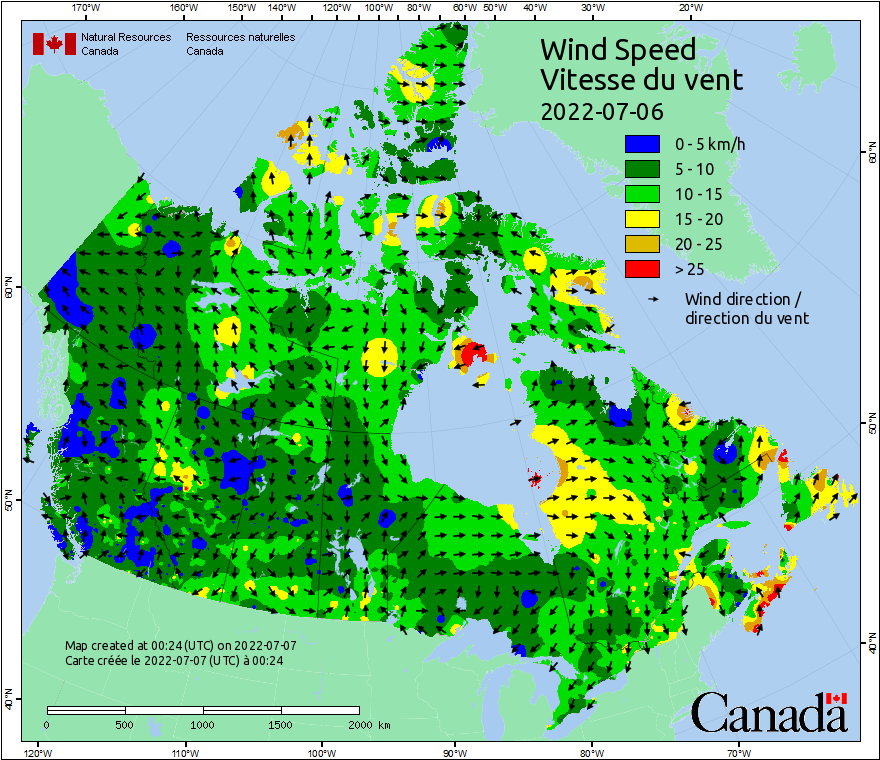 170°W 160°W 150°W 140°W 120°W 100°W 80°W 60°W 50°W 40°W 30°W 20°W
Natural Resources Ressources naturelles
Canada Canada
Wind Speed
Vitesse du vent
2022-07-06
0 - 5 km/h
5 - 10
10 - 15
15 - 20
20 - 25
> 25
Wind direction /
direction du vent
60°N 60°N
50°N 50°N
40°N 40°N
Map created at 00:24 (UTC) on 2022-07-07
Carte créée le 2022-07-07 (UTC) à 00:24
0 500 1000 1500 2000 km
Canada
120°W 110°W 100°W 90°W 80°W 70°W